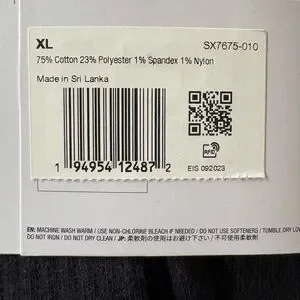 XL
SX7675-010
75% Cotton 23% Polyester 1% Spandex 1% Nylon
Made in Sri Lanka
RFID
1 94954 12487 2
EIS 092023
EN: MACHINE WASH WARM / USE NON-CHLORINE BLEACH IF NEEDED / DO NOT USE SOFTENERS / TUMBLE DRY LO
DO NOT IRON / DO NOT DRY CLEAN / JP: 柔軟剤の使用はお避け下さい / 不可使用柔軟劑